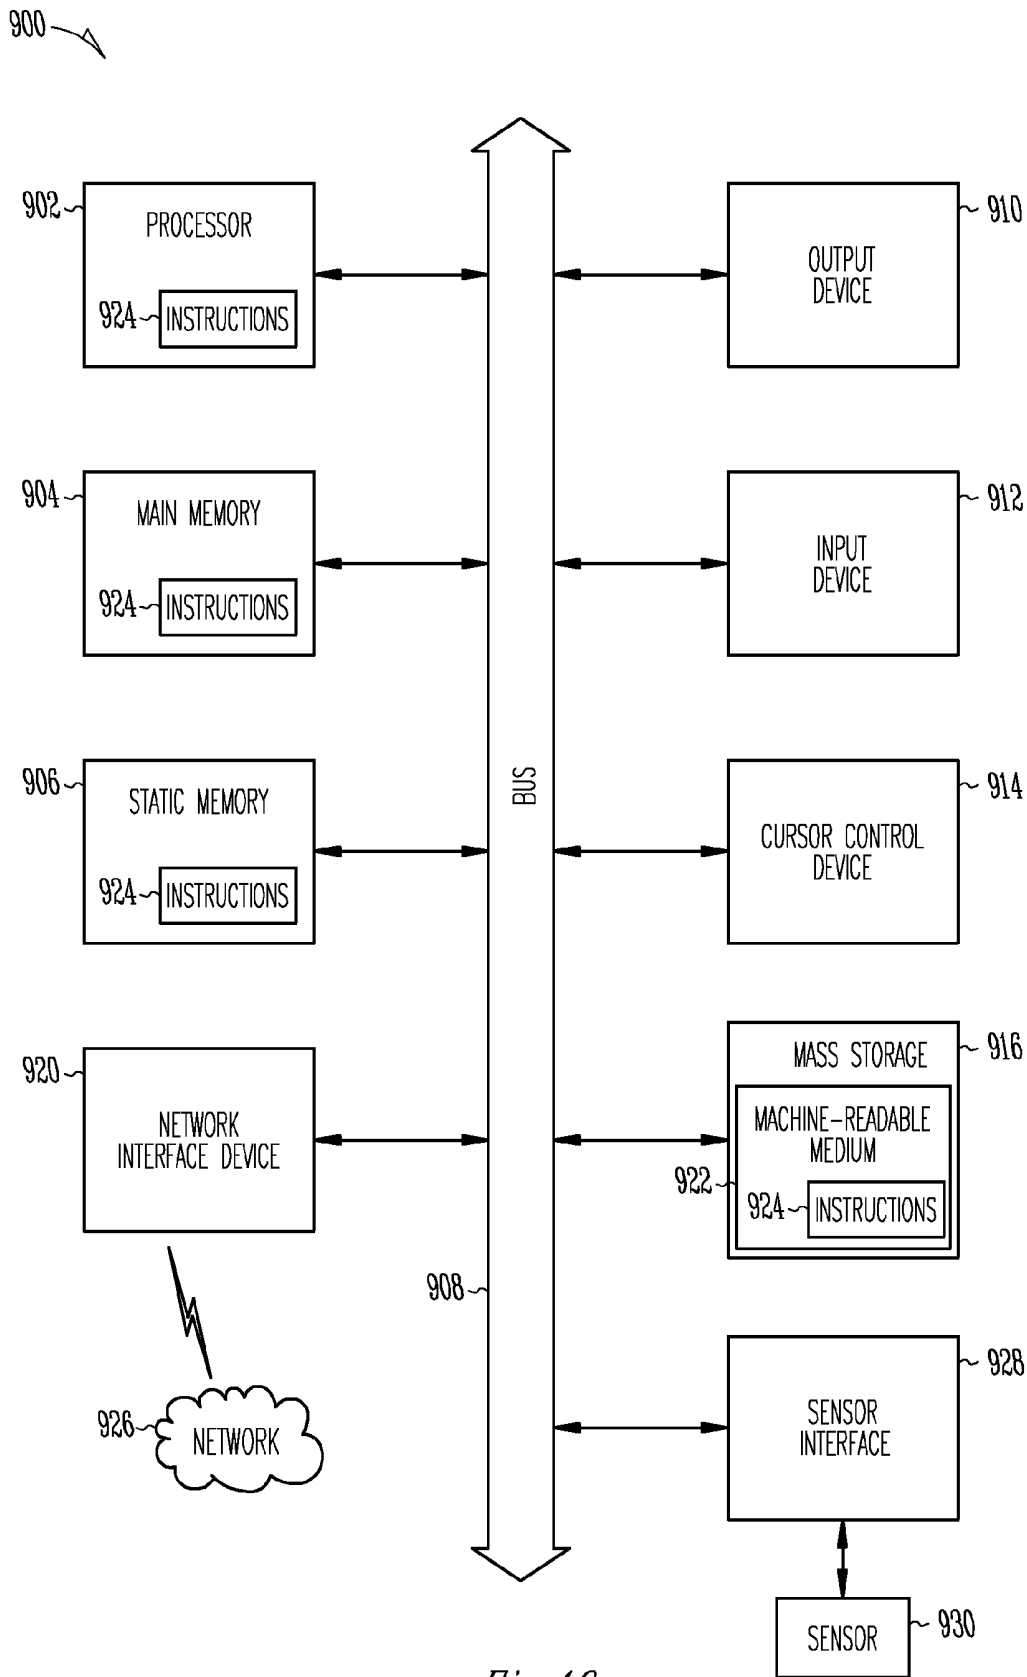 900
902
PROCESSOR
924
INSTRUCTIONS
904
MAIN MEMORY
924
INSTRUCTIONS
906
STATIC MEMORY
924
INSTRUCTIONS
920
NETWORK
INTERFACE DEVICE
926
NETWORK
BUS
908
910
OUTPUT
DEVICE
912
INPUT
DEVICE
914
CURSOR CONTROL
DEVICE
916
MASS STORAGE
MACHINE-READABLE
MEDIUM
922
924
INSTRUCTIONS
928
SENSOR
INTERFACE
930
SENSOR